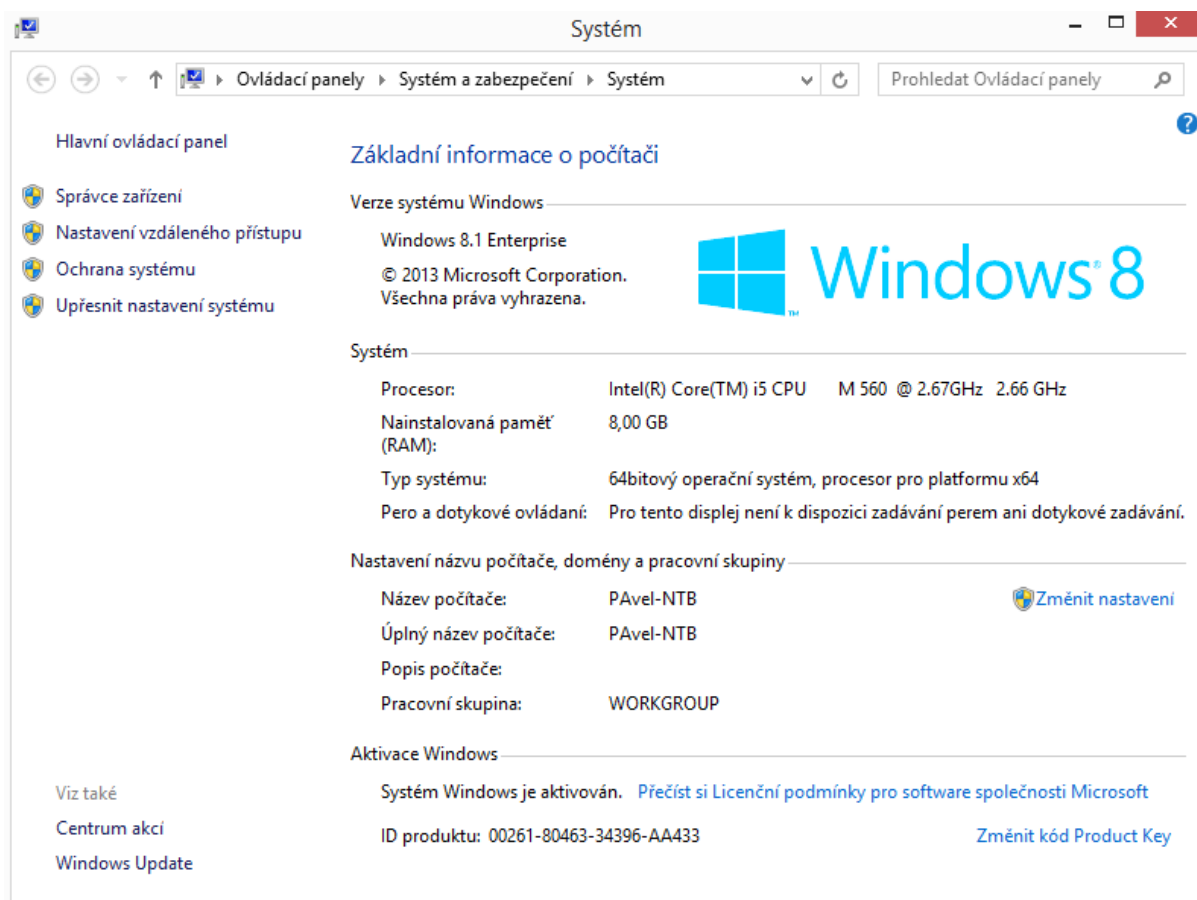 Systém
Ovládací panely Systém a zabezpečení Systém
Prohledat Ovládací panely
Hlavní ovládací panel
Správce zařízení
Nastavení vzdáleného přístupu
Ochrana systému
Upřesnit nastavení systému
Základní informace o počítači
Verze systému Windows
Windows 8.1 Enterprise
© 2013 Microsoft Corporation.
Všechna práva vyhrazena.
Windows® 8
TM
Systém
Procesor: Intel(R) Core(TM) i5 CPU M 560 @ 2.67GHz 2.66 GHz
Nainstalovaná paměť 8,00 GB
(RAM):
Typ systému: 64bitový operační systém, procesor pro platformu x64
Pero a dotykové ovládaní: Pro tento displej není k dispozici zadávání perem ani dotykové zadávání.
Nastavení názvu počítače, domény a pracovní skupiny
Název počítače: PAvel-NTB Změnit nastavení
Úplný název počítače: PAvel-NTB
Popis počítače:
Pracovní skupina: WORKGROUP
Aktivace Windows
Systém Windows je aktivován. Přečíst si Licenční podmínky pro software společnosti Microsoft
ID produktu: 00261-80463-34396-AA433 Změnit kód Product Key
Viz také
Centrum akcí
Windows Update